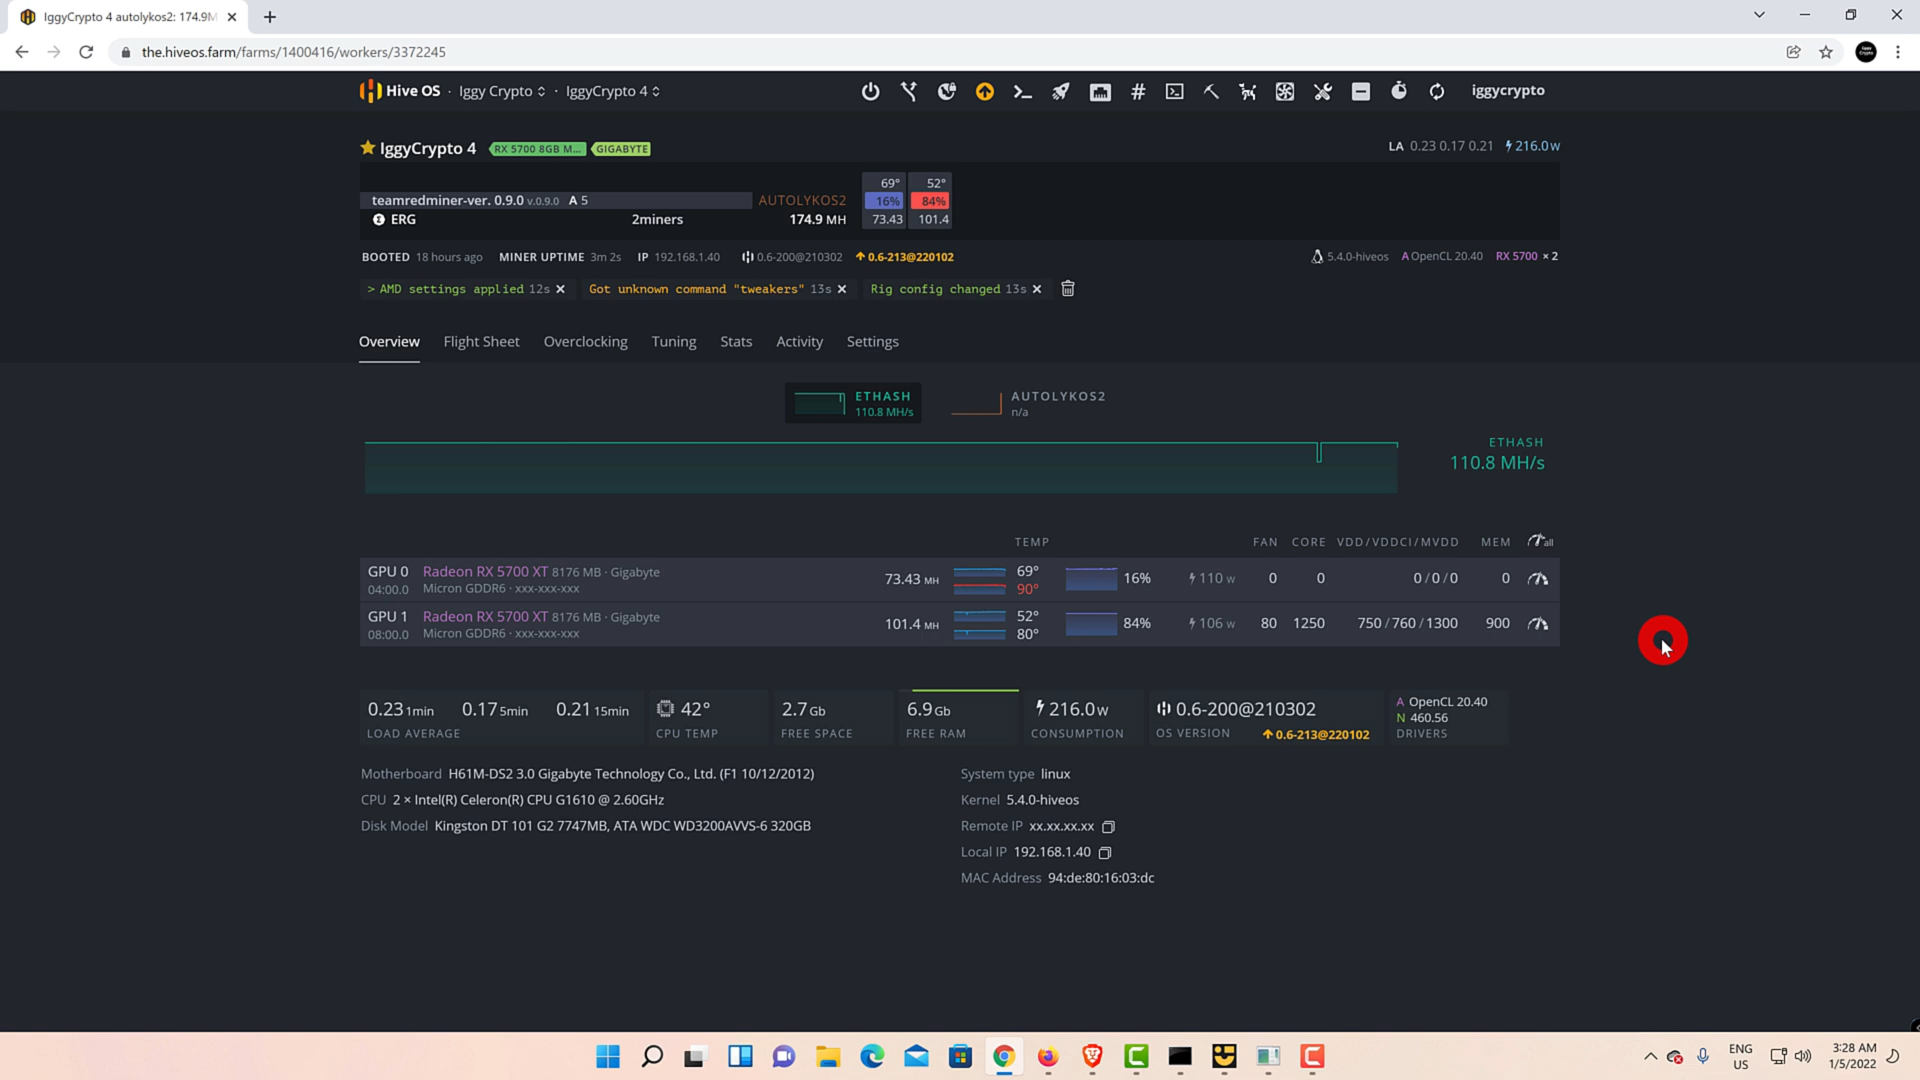 IggyCrypto 4 autolykos2: 174.9M
the.hiveos.farm/farms/1400416/workers/3372245
Hive OS · Iggy Crypto · IggyCrypto 4
iggycrypto
IggyCrypto 4 RX 5700 8GB M... GIGABYTE
LA 0.23 0.17 0.21 216.0 W
69° 52°
teamredminer-ver. 0.9.0 v.0.9.0 A 5 AUTOLYKOS2 16% 84%
ERG 2miners 174.9 MH 73.43 101.4
BOOTED 18 hours ago MINER UPTIME 3m 2s IP 192.168.1.40 0.6-200@210302 0.6-213@220102
5.4.0-hiveos A OpenCL 20.40 RX 5700 × 2
> AMD settings applied 12s Got unknown command "tweakers" 13s Rig config changed 13s
Overview Flight Sheet Overclocking Tuning Stats Activity Settings
ETHASH
110.8 MH/s
AUTOLYKOS2
n/a
ETHASH
110.8 MH/s
TEMP FAN CORE VDD/VDDCI/MVDD MEM all
GPU 0 Radeon RX 5700 XT 8176 MB · Gigabyte 73.43 MH 69° 16% 110 W 0 0 0/0/0 0
04:00.0 Micron GDDR6 · xxx-xxx-xxx 90°
GPU 1 Radeon RX 5700 XT 8176 MB · Gigabyte 101.4 MH 52° 84% 106 W 80 1250 750/760/1300 900
08:00.0 Micron GDDR6 · xxx-xxx-xxx 80°
0.23 1min 0.17 5min 0.21 15min
LOAD AVERAGE
42°
CPU TEMP
2.7 Gb
FREE SPACE
6.9 Gb
FREE RAM
216.0 W
CONSUMPTION
0.6-200@210302
OS VERSION 0.6-213@220102
A OpenCL 20.40
N 460.56
DRIVERS
Motherboard H61M-DS2 3.0 Gigabyte Technology Co., Ltd. (F1 10/12/2012)
CPU 2 × Intel(R) Celeron(R) CPU G1610 @ 2.60GHz
Disk Model Kingston DT 101 G2 7747MB, ATA WDC WD3200AVVS-6 320GB
System type linux
Kernel 5.4.0-hiveos
Remote IP xx.xx.xx.xx
Local IP 192.168.1.40
MAC Address 94:de:80:16:03:dc
ENG
US
3:28 AM
1/5/2022